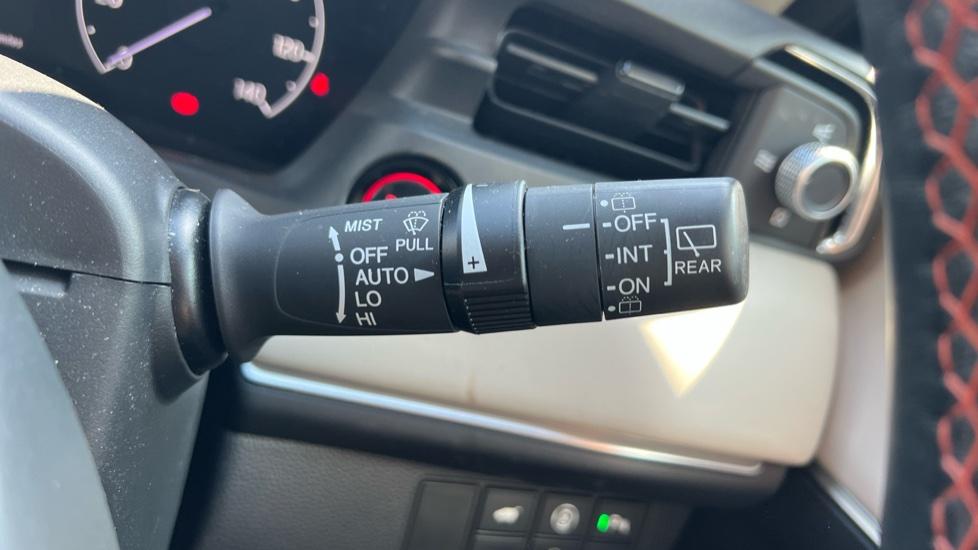 120
140
MIST
OFF
PULL
AUTO
LO
HI
+
OFF
INT
ON
REAR